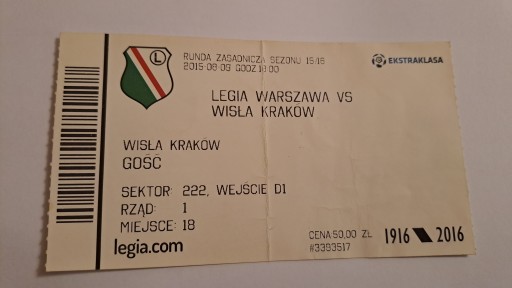 L
RUNDA ZASADNICZA SEZONU 15/16
2015-08-09 GODZ.18:00
EKSTRAKLASA
LEGIA WARSZAWA VS
WISŁA KRAKÓW
WISŁA KRAKÓW
GOŚĆ
SEKTOR: 222, WEJŚCIE D1
RZĄD: 1
MIEJSCE: 18
CENA:50,00 ZŁ
#3393517
legia.com
1916 2016